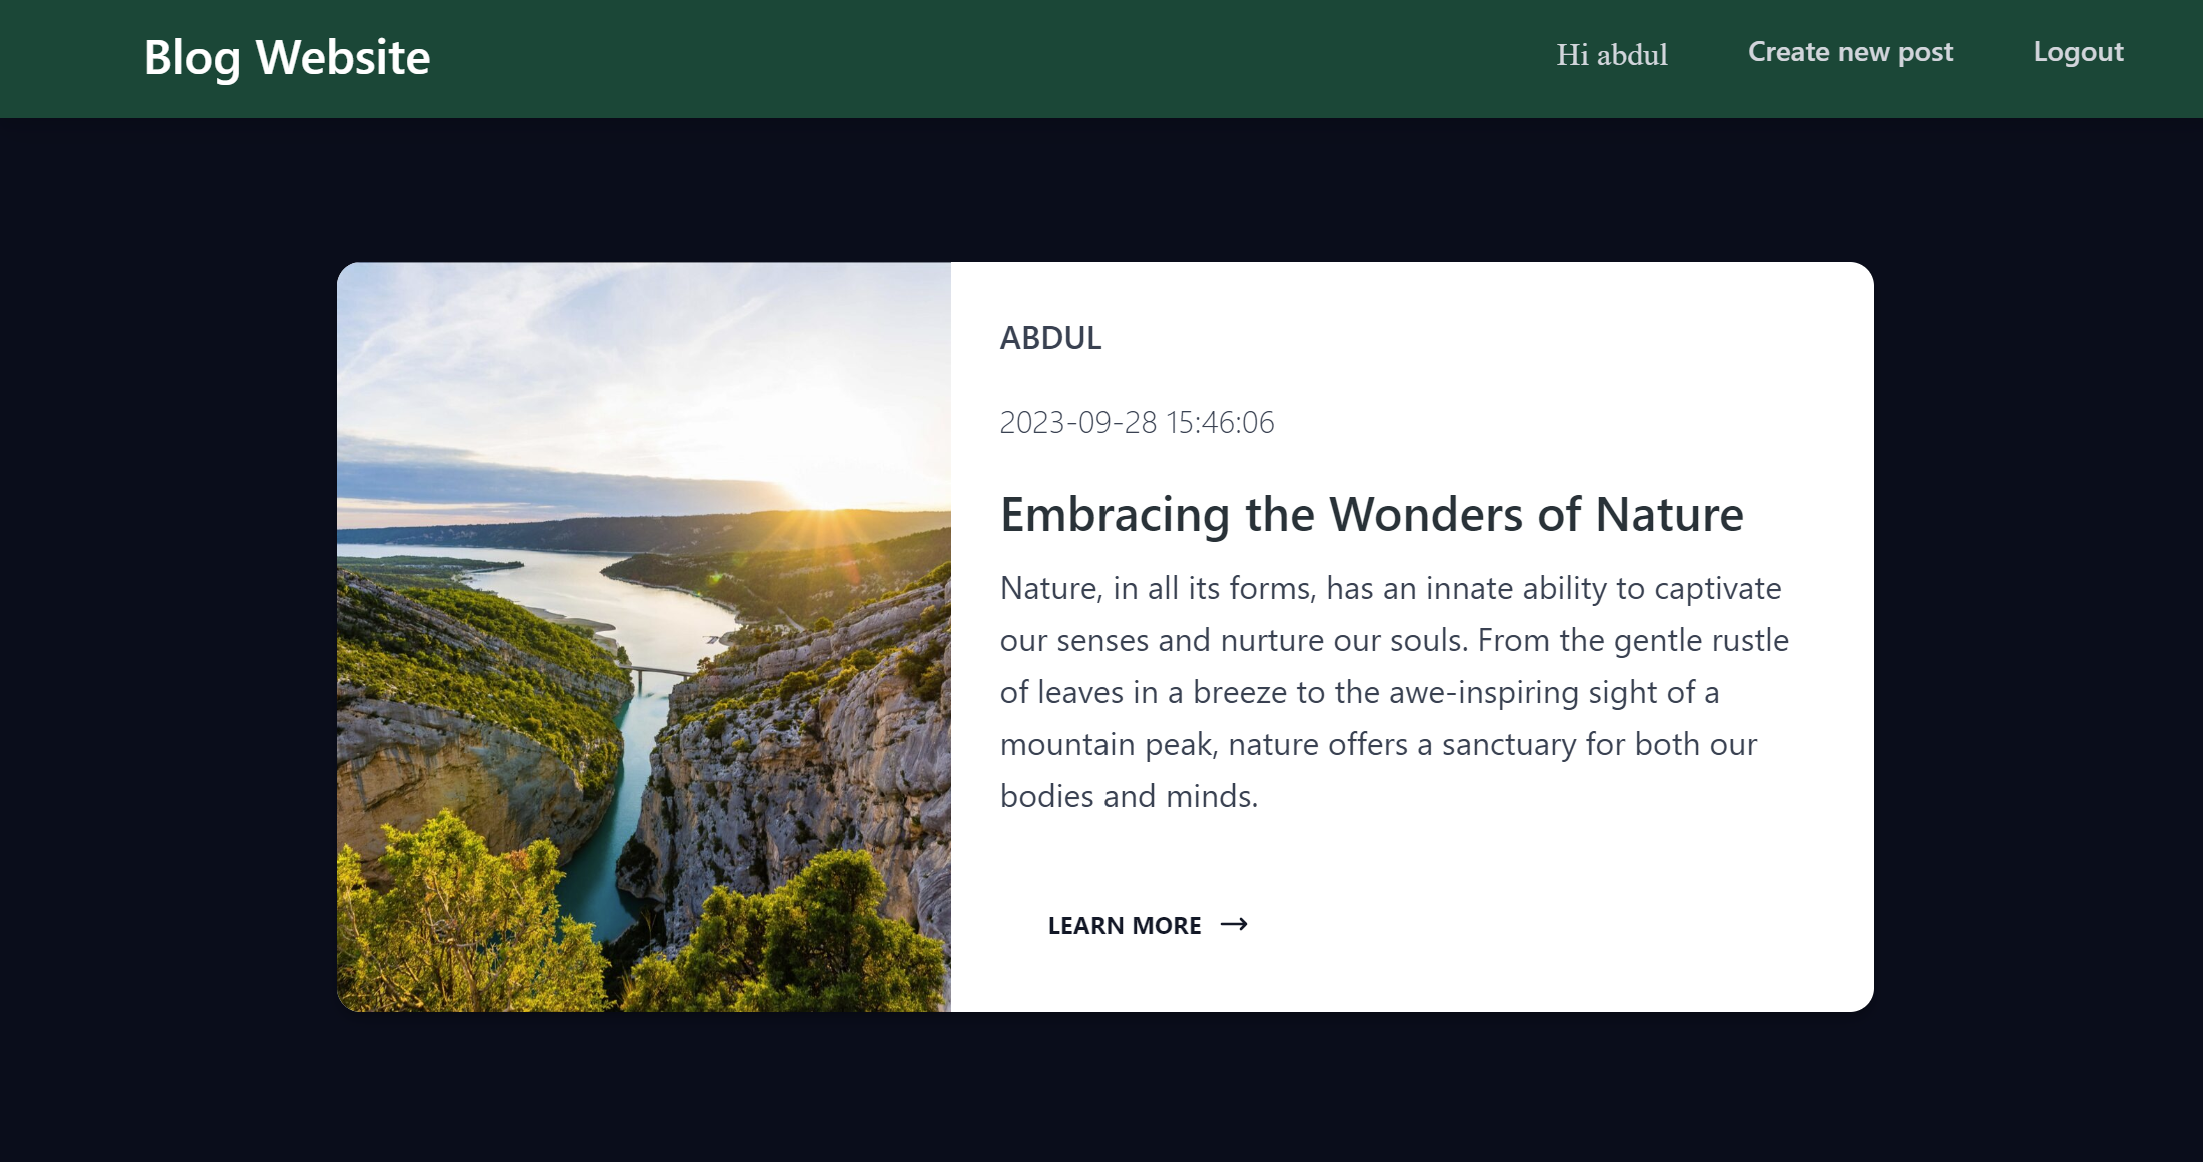 Blog Website
Hi abdul
Create new post
Logout
ABDUL
2023-09-28 15:46:06
Embracing the Wonders of Nature
Nature, in all its forms, has an innate ability to captivate
our senses and nurture our souls. From the gentle rustle
of leaves in a breeze to the awe-inspiring sight of a
mountain peak, nature offers a sanctuary for both our
bodies and minds.
LEARN MORE →